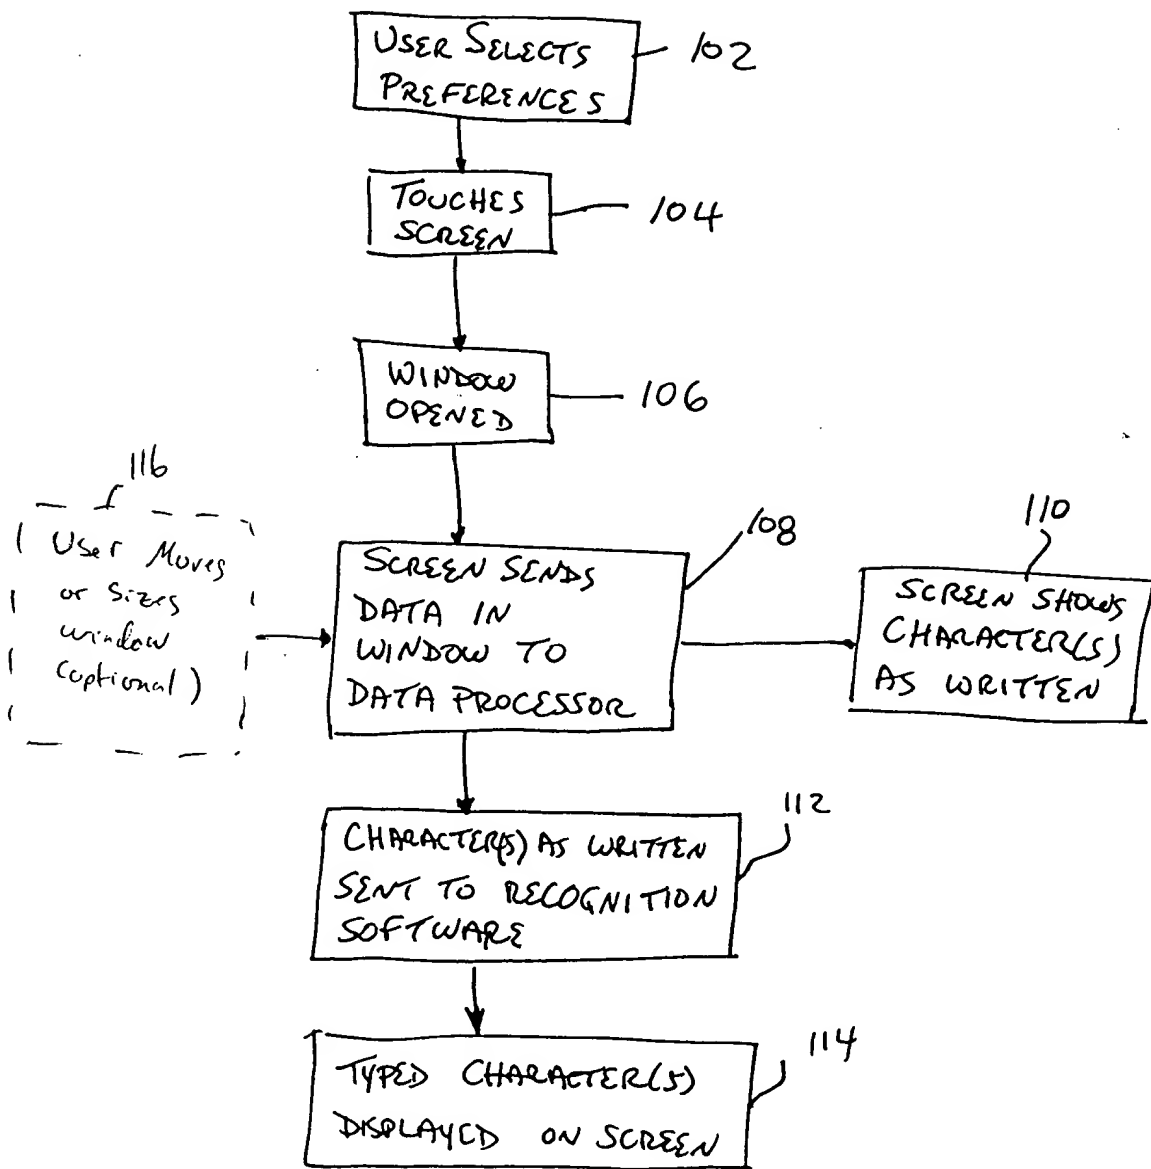 USER SELECTS
PREFERENCES
102
TOUCHES
SCREEN
104
WINDOW
OPENED
106
116
User Moves
or Sizes
window
(optional)
SCREEN SENDS
DATA IN
WINDOW TO
DATA PROCESSOR
108
110
SCREEN SHOWS
CHARACTER(S)
AS WRITTEN
CHARACTER(S) AS WRITTEN
SENT TO RECOGNITION
SOFTWARE
112
TYPED CHARACTER(S)
DISPLAYED ON SCREEN
114